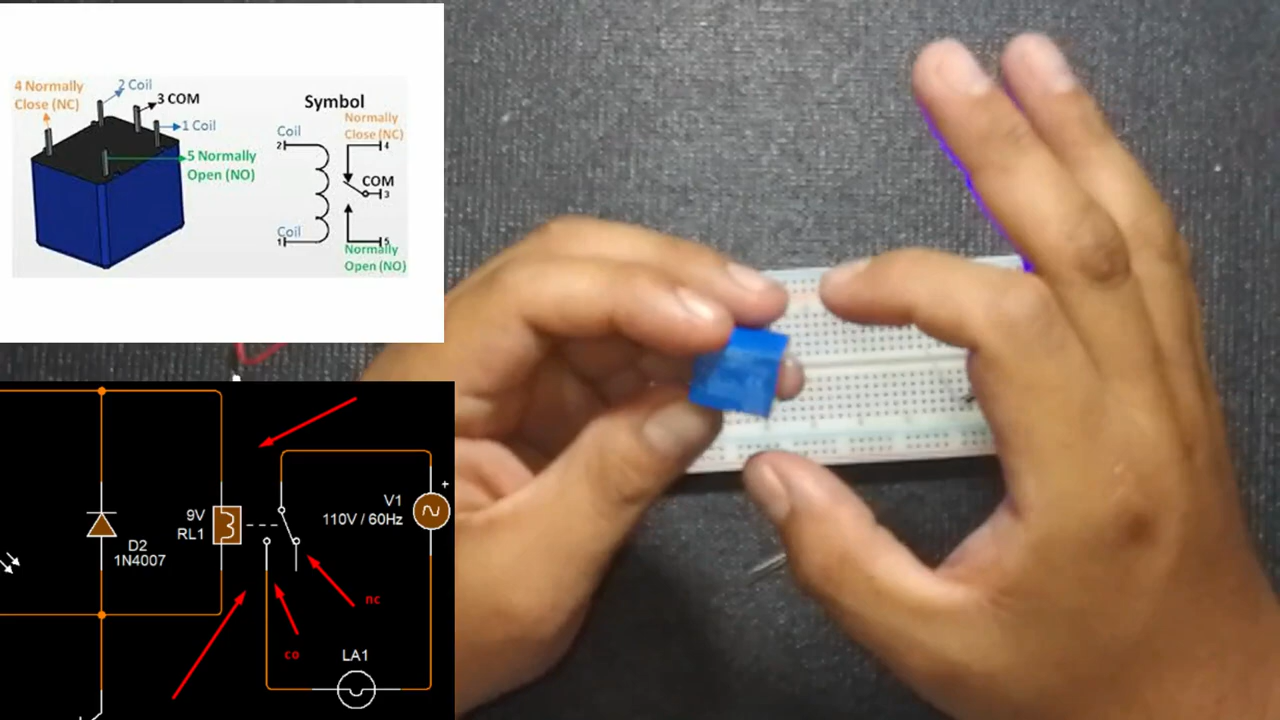 4 Normally
Close (NC)
2 Coil
3 COM
1 Coil
5 Normally
Open (NO)
Symbol
Coil
2
Normally
Close (NC)
4
COM
3
Coil
1
5
Normally
Open (NO)
9V
RL1
D2
1N4007
V1
110V / 60Hz
+
nc
co
LA1